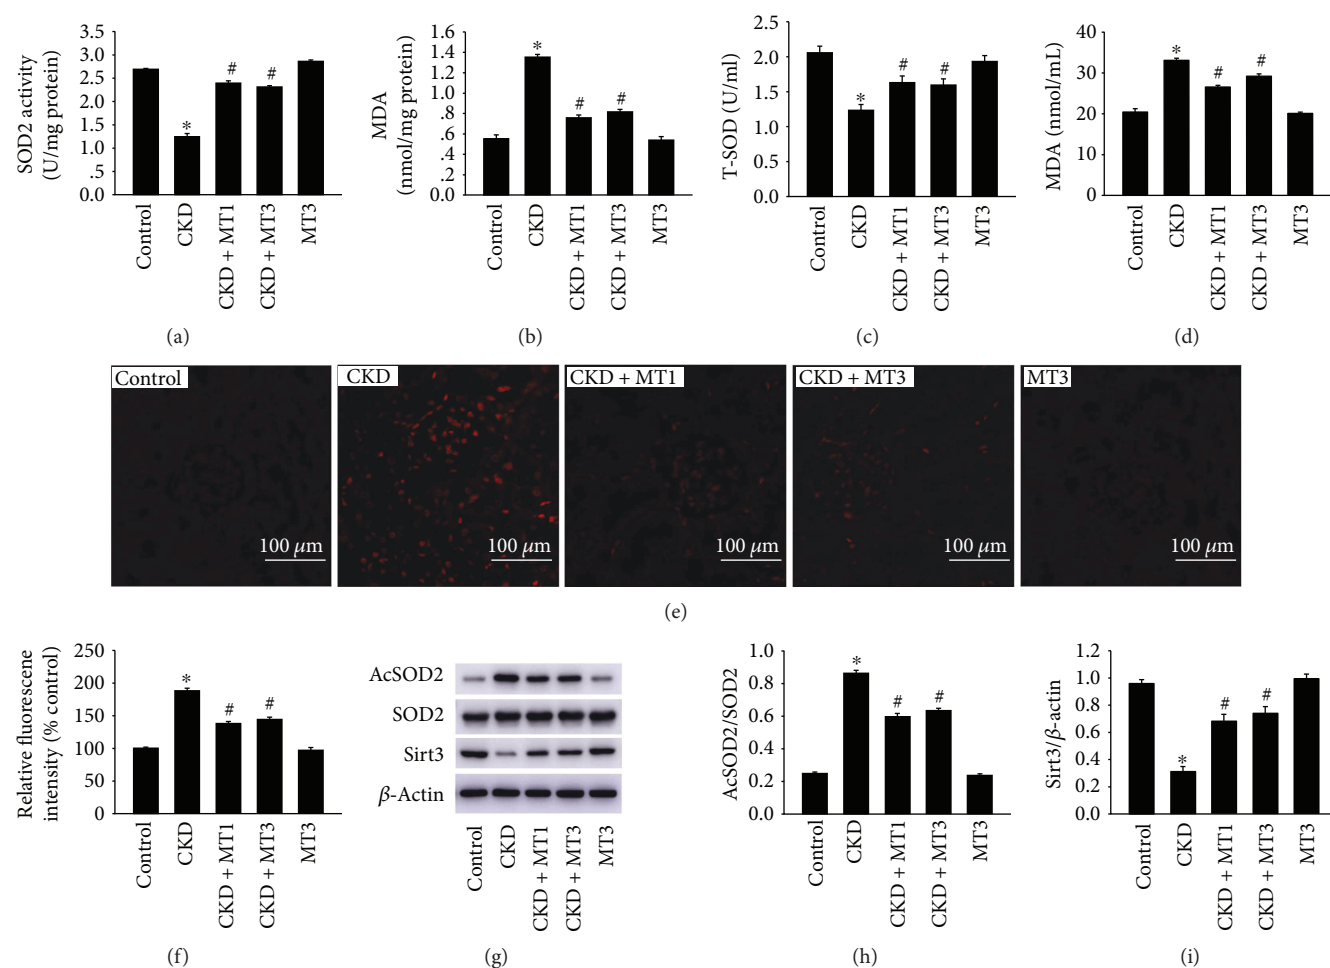 SOD2 activity
(U/mg protein)
3.5
3.0
2.5
2.0
1.5
1.0
0.5
0.0
*
#
#
Control
CKD
CKD + MT1
CKD + MT3
MT3
(a)
MDA
(nmol/mg protein)
1.6
1.4
1.2
1.0
.8
.6
.4
.2
0.0
*
#
#
Control
CKD
CKD + MT1
CKD + MT3
MT3
(b)
T-SOD (U/ml)
2.5
2.0
1.5
1.0
2.5
2.0
*
#
#
Control
CKD
CKD + MT1
CKD + MT3
MT3
(c)
MDA (nmol/mL)
40
30
20
10
0
*
#
#
Control
CKD
CKD + MT1
CKD + MT3
MT3
(d)
Control
100 μm
CKD
100 μm
CKD + MT1
100 μm
CKD + MT3
100 μm
MT3
100 μm
(e)
Relative fluorescene
intensity (% control)
250
200
150
100
50
0
*
#
#
Control
CKD
CKD + MT1
CKD + MT3
MT3
(f)
AcSOD2
SOD2
Sirt3
β-Actin
Control
CKD
CKD + MT1
CKD + MT3
MT3
(g)
AcSOD2/SOD2
1.0
0.8
0.6
0.4
0.2
0.0
*
#
#
Control
CKD
CKD + MT1
CKD + MT3
MT3
(h)
Sirt3/β-actin
1.2
1.0
0.8
0.6
0.4
0.2
0.0
*
#
#
Control
CKD
CKD + MT1
CKD + MT3
MT3
(i)